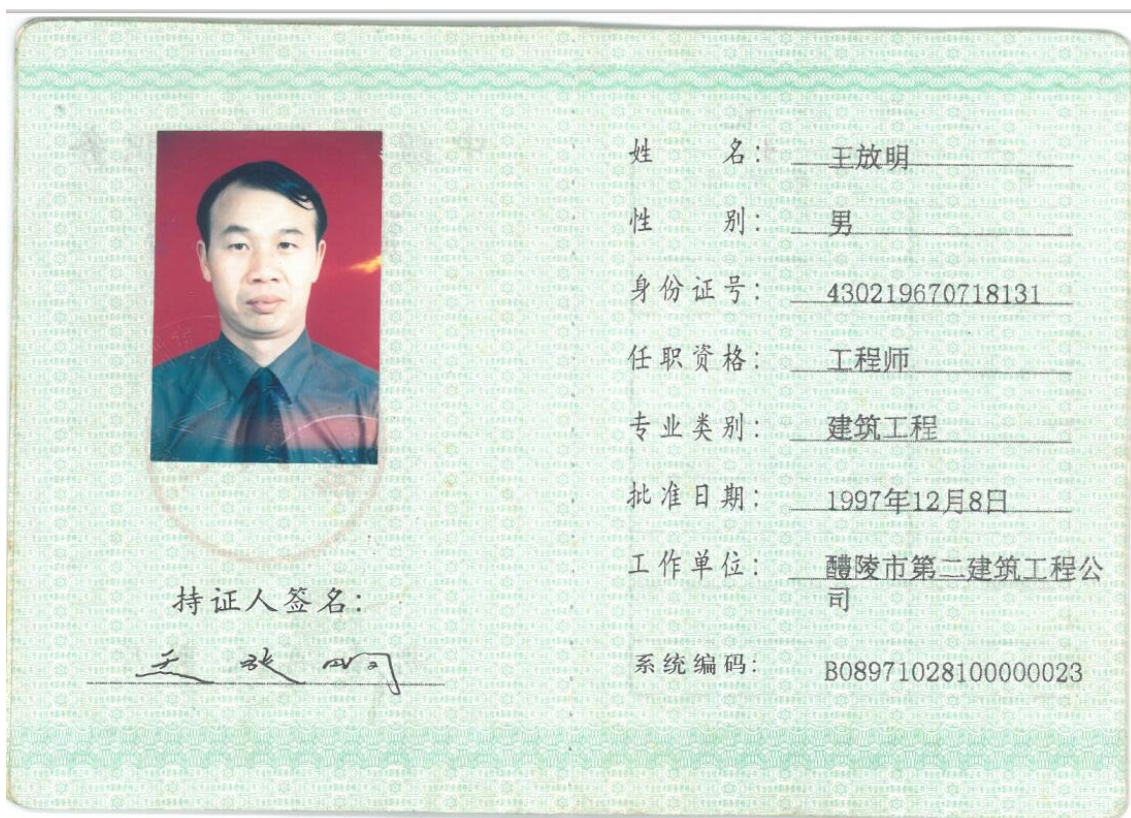 持证人签名:
王放明
姓 名: 王放明
性 别: 男
身份证号: 430219670718131
任职资格: 工程师
专业类别: 建筑工程
批准日期: 1997年12月8日
工作单位: 醴陵市第二建筑工程公
司
系统编码: B08971028100000023